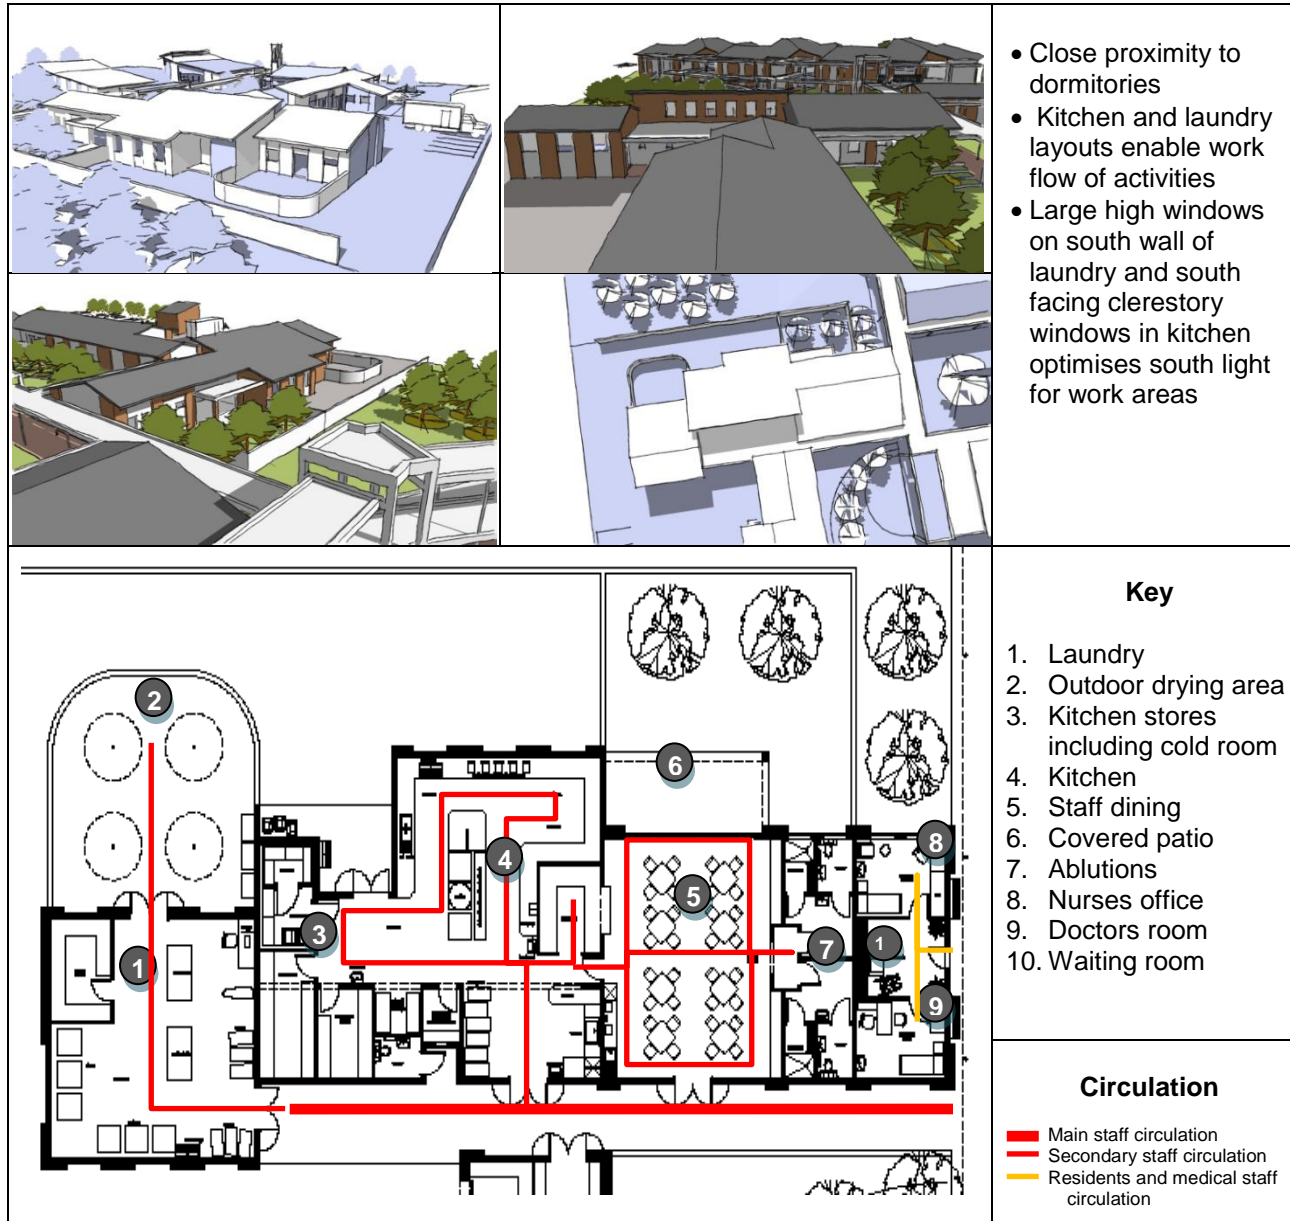 • Close proximity to
dormitories
• Kitchen and laundry
layouts enable work
flow of activities
• Large high windows
on south wall of
laundry and south
facing clerestory
windows in kitchen
optimises south light
for work areas
2
6
8
4
5
3
7
1
1
9
Key
1. Laundry
2. Outdoor drying area
3. Kitchen stores
including cold room
4. Kitchen
5. Staff dining
6. Covered patio
7. Ablutions
8. Nurses office
9. Doctors room
10. Waiting room
Circulation
Main staff circulation
Secondary staff circulation
Residents and medical staff
circulation